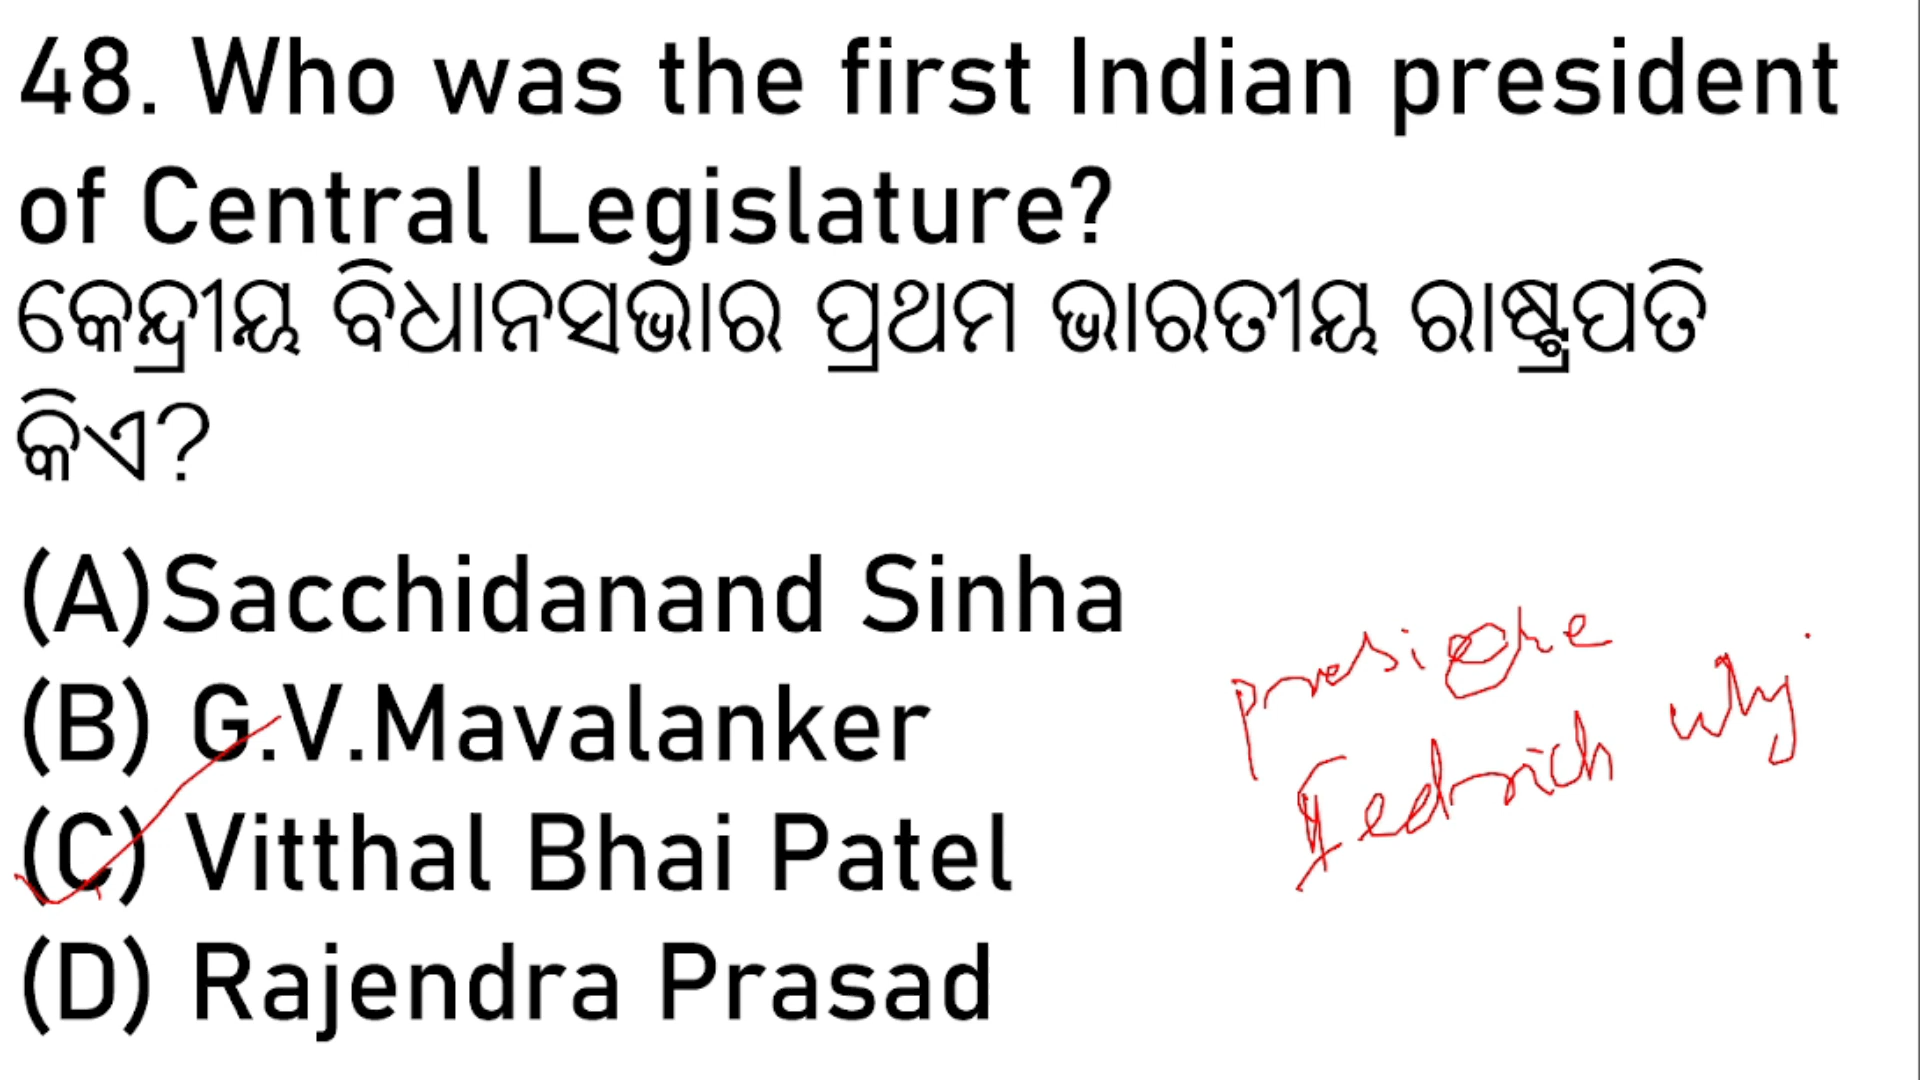 48. Who was the first Indian president
of Central Legislature?
କେନ୍ଦ୍ରୀୟ ବିଧାନସଭାର ପ୍ରଥମ ଭାରତୀୟ ରାଷ୍ଟ୍ରପତି
କିଏ?
(A)Sacchidanand Sinha
(B) G.V.Mavalanker
(C) Vitthal Bhai Patel
(D) Rajendra Prasad
why